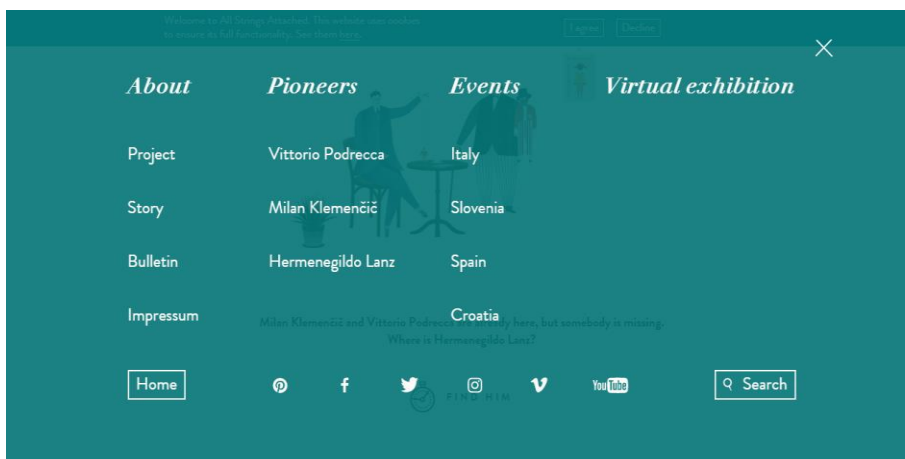 Welcome to All Strings Attached. This website uses cookies
to ensure its full functionality. See them here.
I agree
Decline
About
Pioneers
Events
Virtual exhibition
Project
Vittorio Podrecca
Italy
Story
Milan Klemenčič
Slovenia
Bulletin
Hermenegildo Lanz
Spain
Impressum
Croatia
Milan Klemenčič and Vittorio Podrecca are already here, but somebody is missing.
Where is Hermenegildo Lanz?
Home
You Tube
Search
FIND HIM